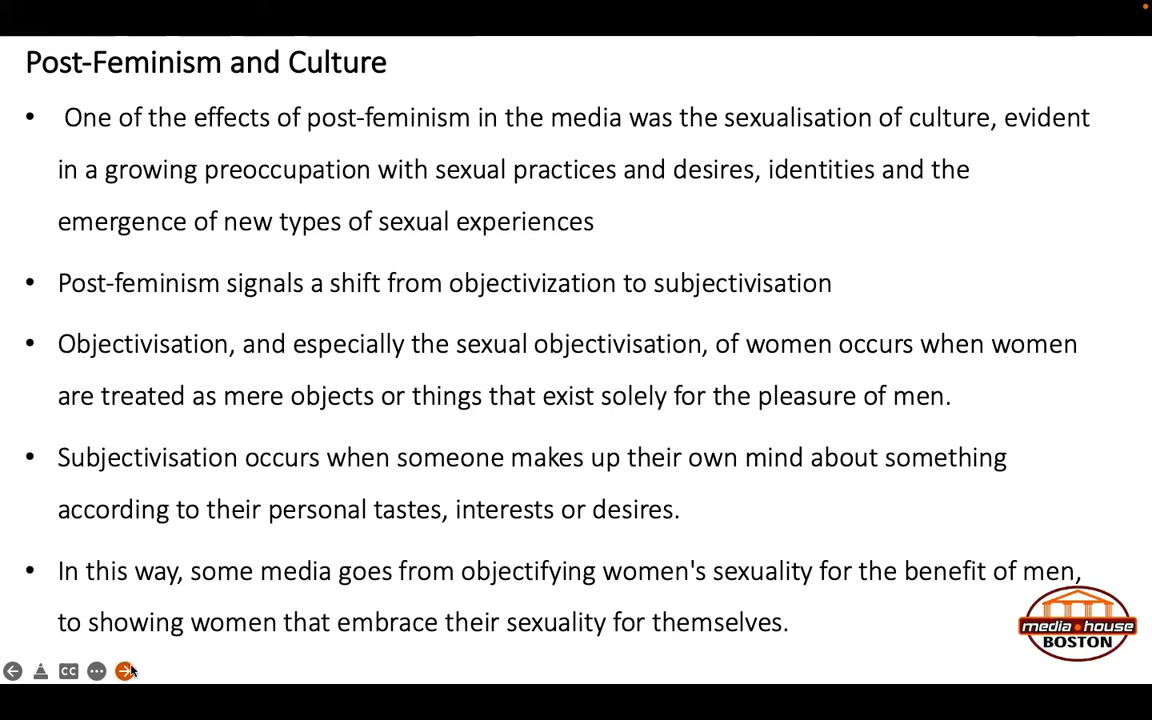 Post-Feminism and Culture
• One of the effects of post-feminism in the media was the sexualisation of culture, evident
in a growing preoccupation with sexual practices and desires, identities and the
emergence of new types of sexual experiences
• Post-feminism signals a shift from objectivization to subjectivisation
• Objectivisation, and especially the sexual objectivisation, of women occurs when women
are treated as mere objects or things that exist solely for the pleasure of men.
• Subjectivisation occurs when someone makes up their own mind about something
according to their personal tastes, interests or desires.
• In this way, some media goes from objectifying women's sexuality for the benefit of men,
to showing women that embrace their sexuality for themselves.
media•house
BOSTON
CC